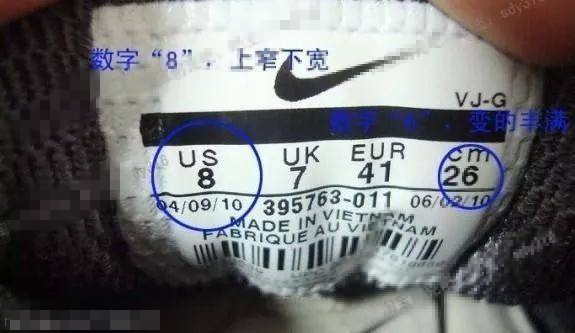 数字“8”，上窄不宽
VJ-G
数字“6”，变的丰满
US UK EUR cm
8 7 41 26
04/09/10 395763-011 06/02/10
MADE IN VIETNAM
FABRIQUE AU VIETNAM